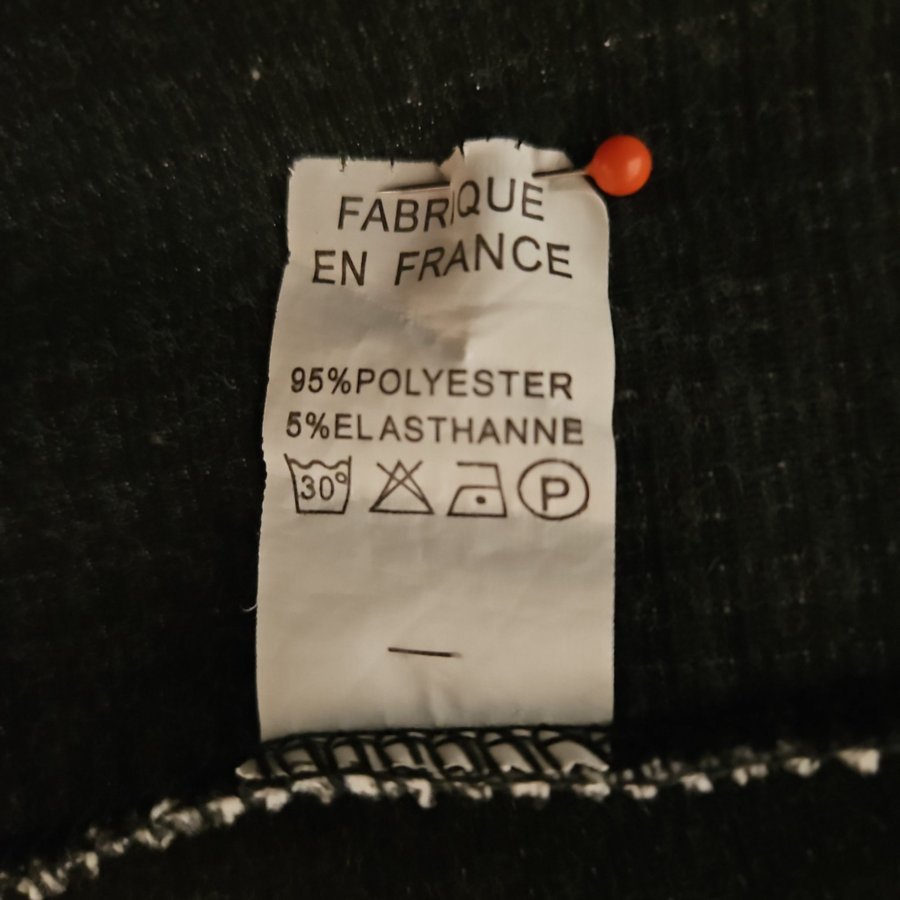 FABRIQUE
EN FRANCE
95%POLYESTER
5%ELASTHANNE
30° P